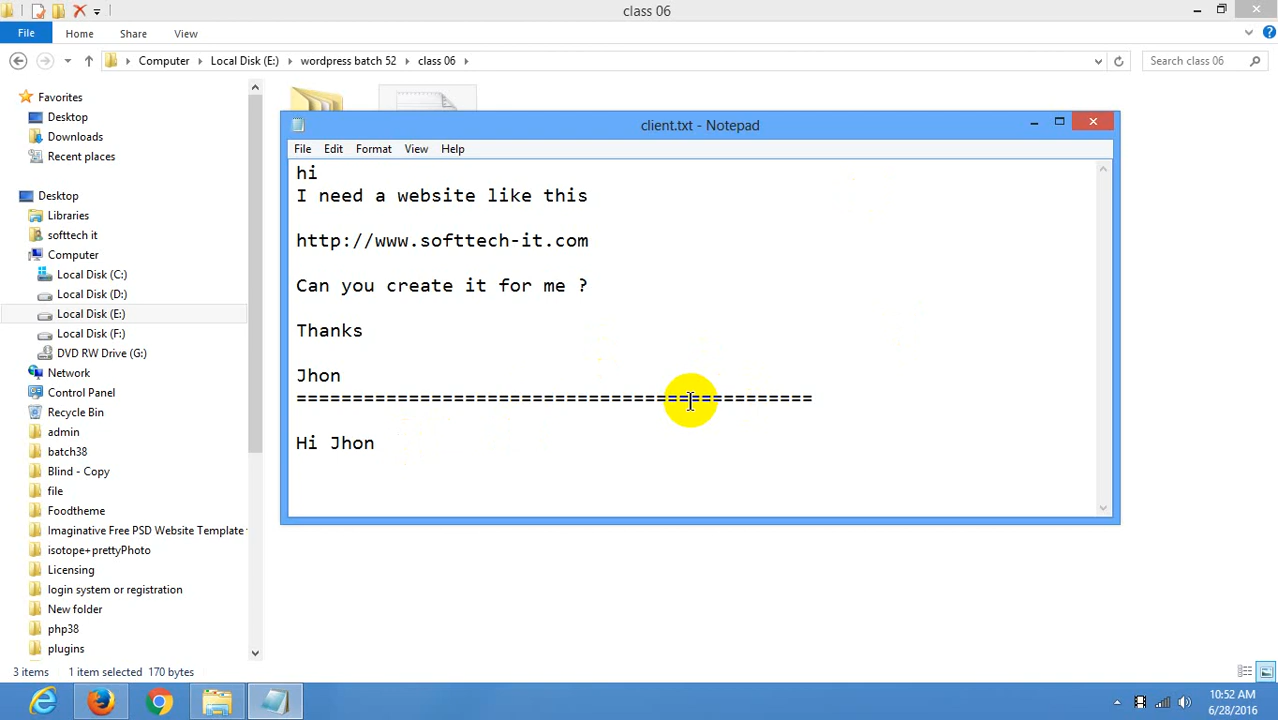 class 06
File
Home
Share
View
Computer
Local Disk (E:)
wordpress batch 52
class 06
Search class 06
Favorites
Desktop
Downloads
Recent places
Desktop
Libraries
softtech it
Computer
Local Disk (C:)
Local Disk (D:)
Local Disk (E:)
Local Disk (F:)
DVD RW Drive (G:)
Network
Control Panel
Recycle Bin
admin
batch38
Blind - Copy
file
Foodtheme
Imaginative Free PSD Website Template
isotope+prettyPhoto
Licensing
login system or registration
New folder
php38
plugins
client.txt - Notepad
File Edit Format View Help
hi
I need a website like this
http://www.softtech-it.com
Can you create it for me ?
Thanks
Jhon
==============================================
Hi Jhon
3 items
1 item selected 170 bytes
10:52 AM
6/28/2016